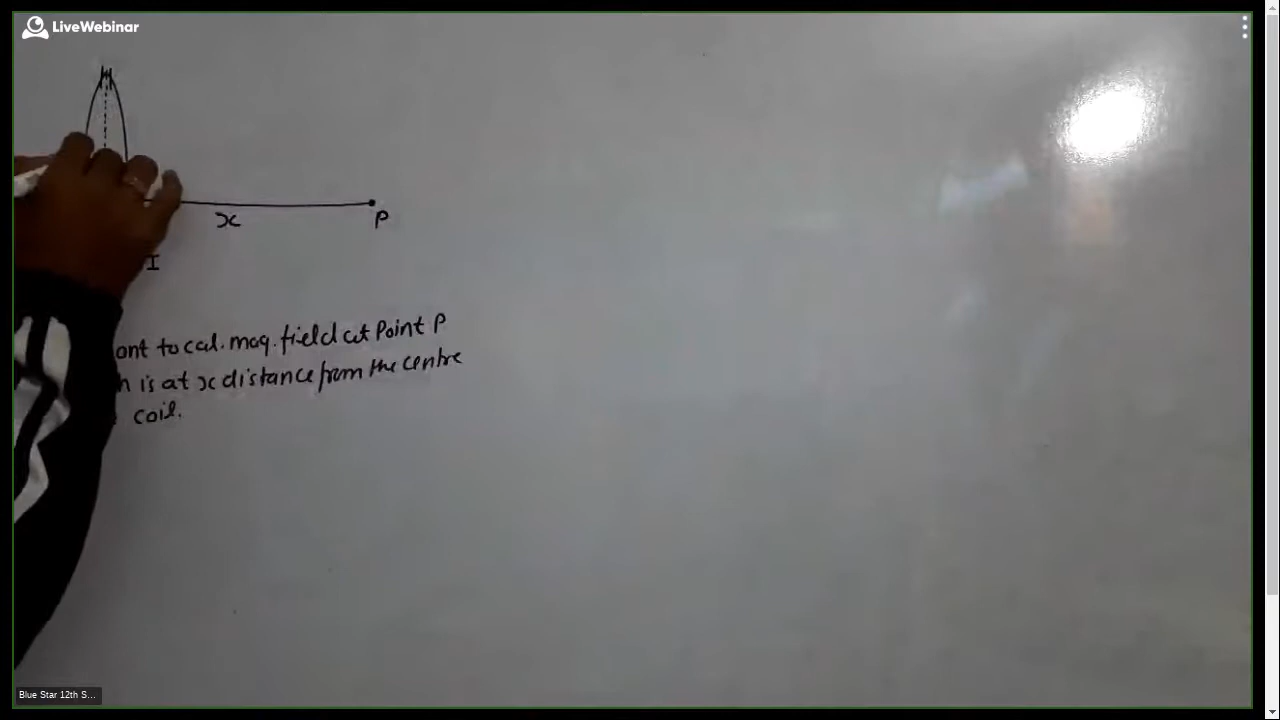 LiveWebinar
x
P
I
ont to cal. mag. field at Point P
h is at x distance from the centre
coil.
Blue Star 12th S...